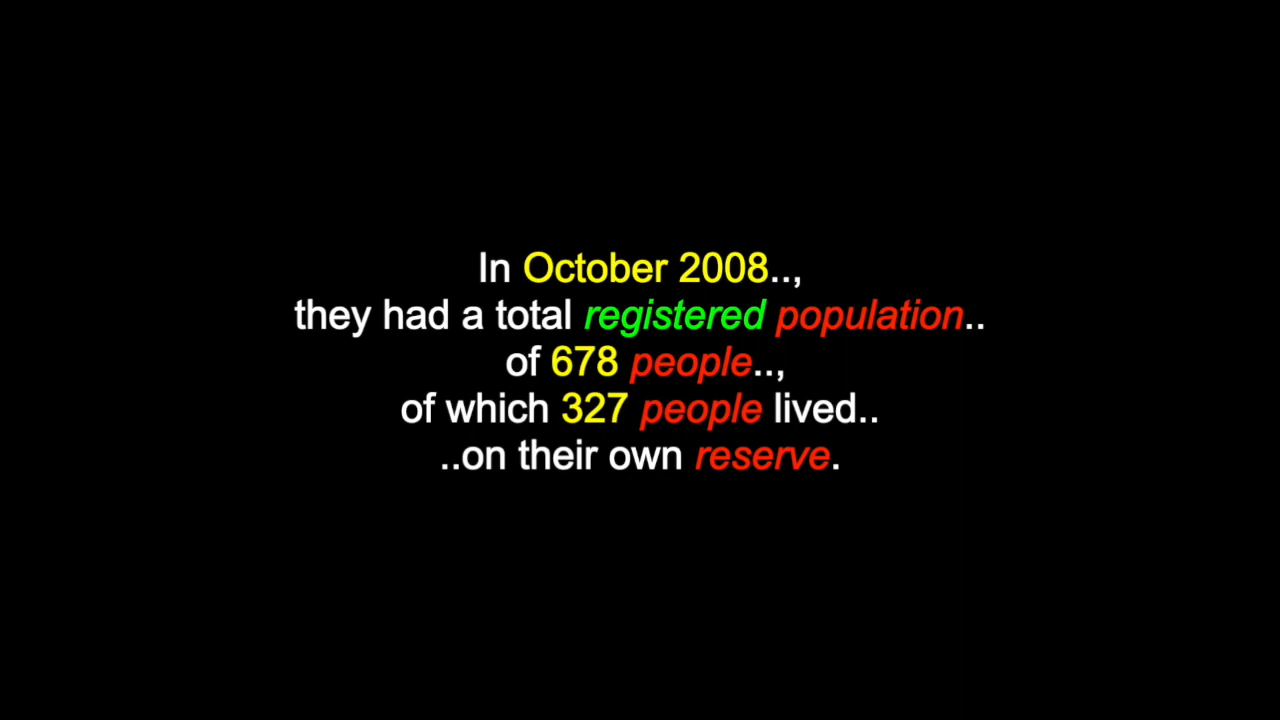 In October 2008..,
they had a total registered population..
of 678 people..,
of which 327 people lived..
..on their own reserve.